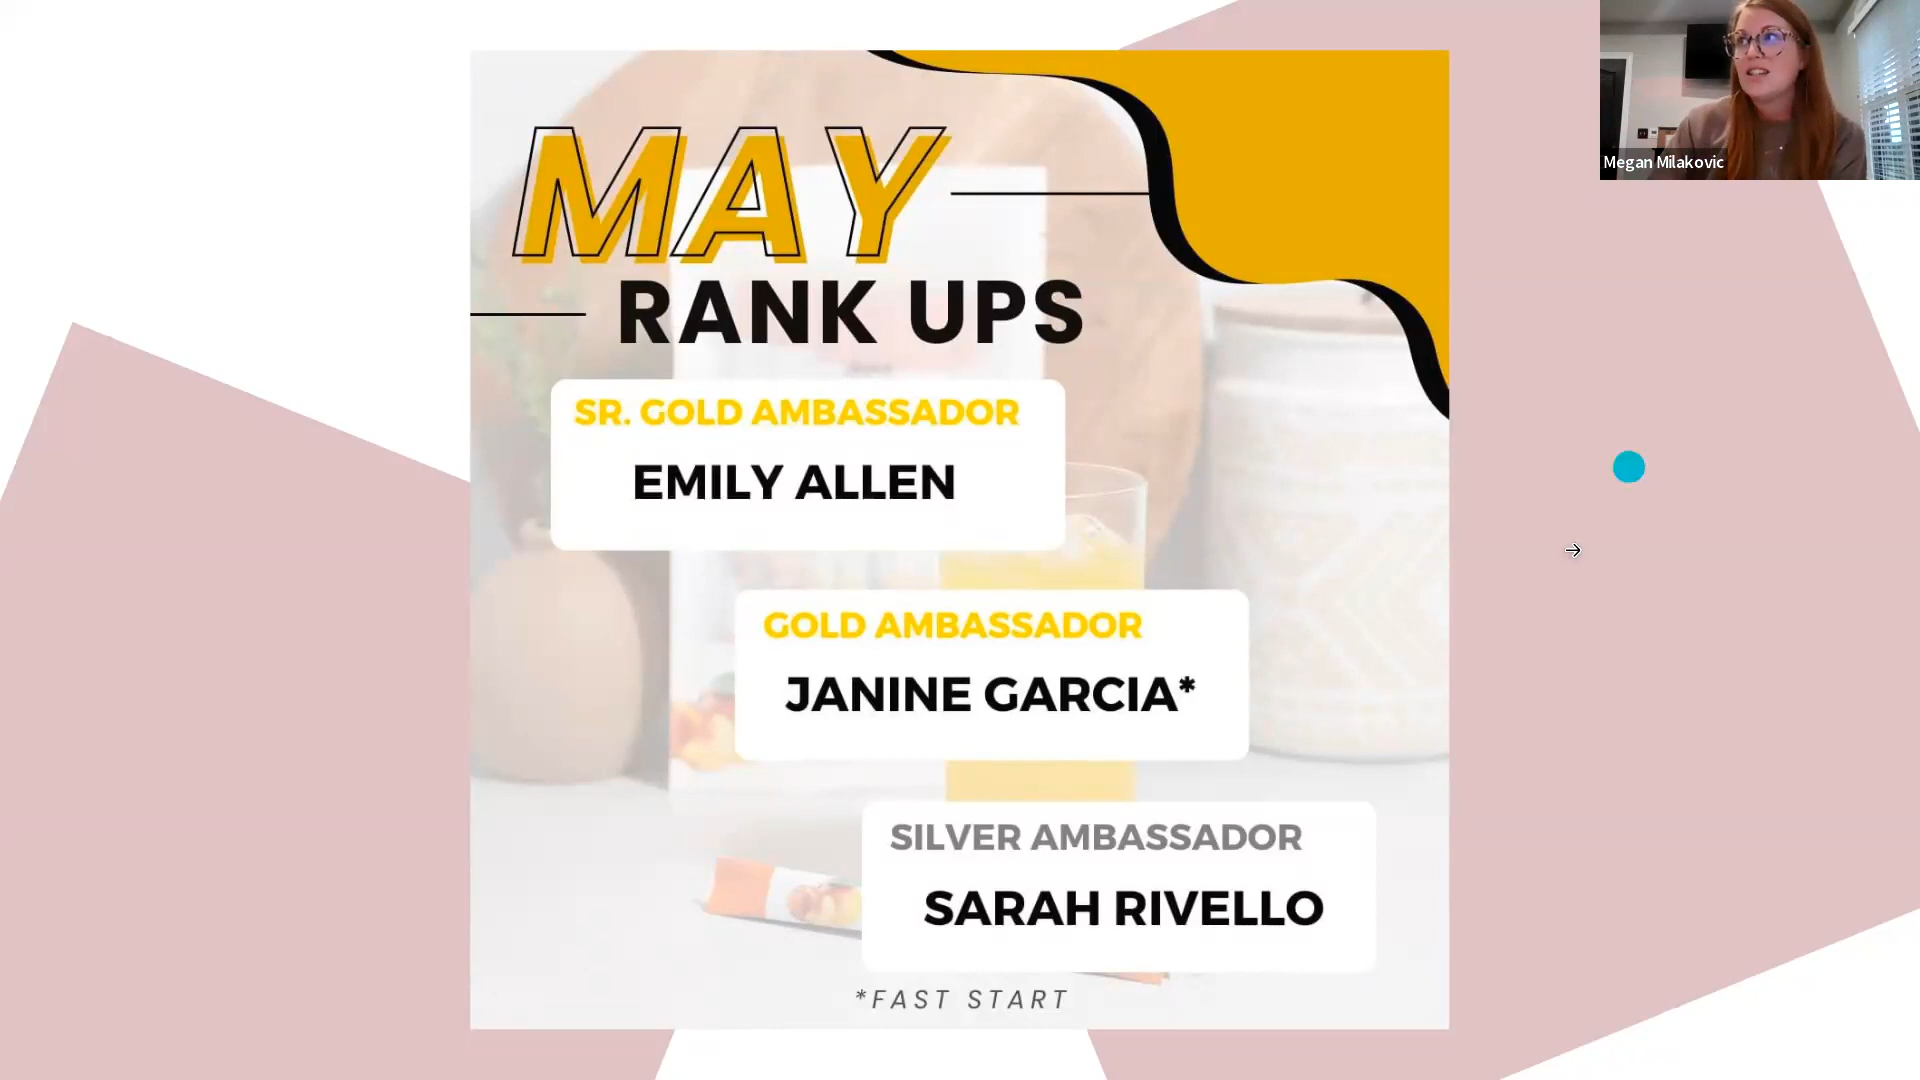 MAY
RANK UPS
SR. GOLD AMBASSADOR
EMILY ALLEN
GOLD AMBASSADOR
JANINE GARCIA*
SILVER AMBASSADOR
SARAH RIVELLO
*FAST START
Megan Milakovic